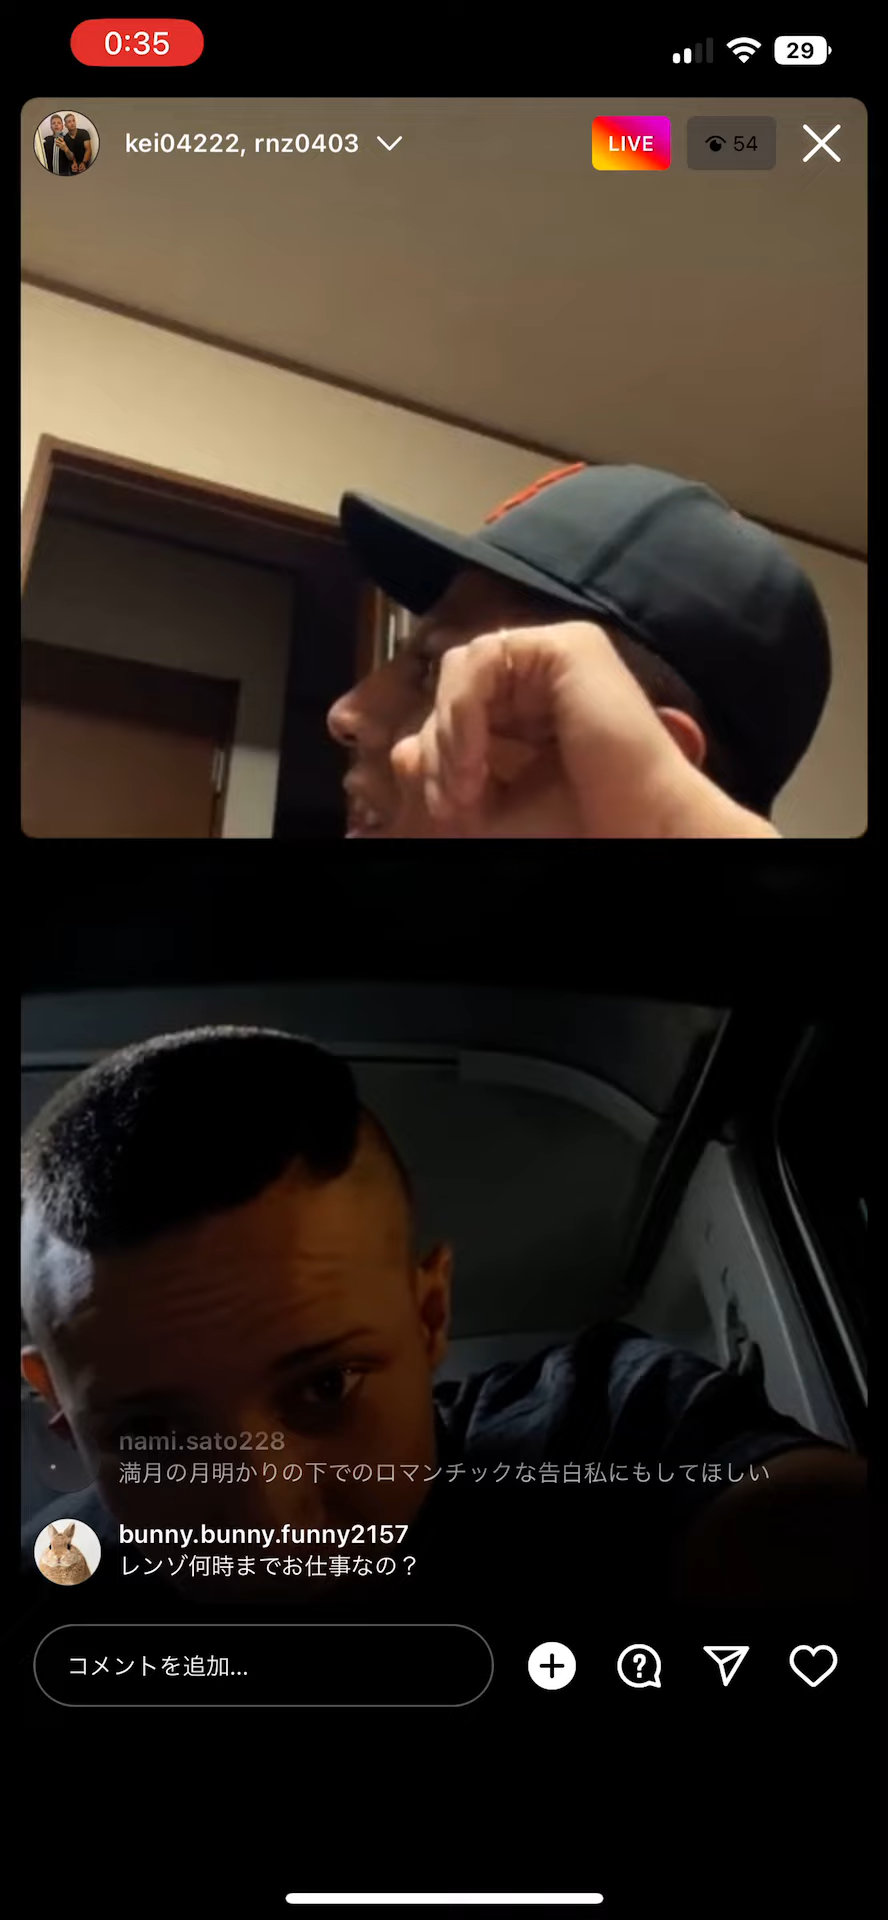 0:35
29
kei04222, rnz0403
LIVE
54
nami.sato228
満月の月明かりの下でのロマンチックな告白私にもしてほしい
bunny.bunny.funny2157
レンゾ何時までお仕事なの？
コメントを追加...